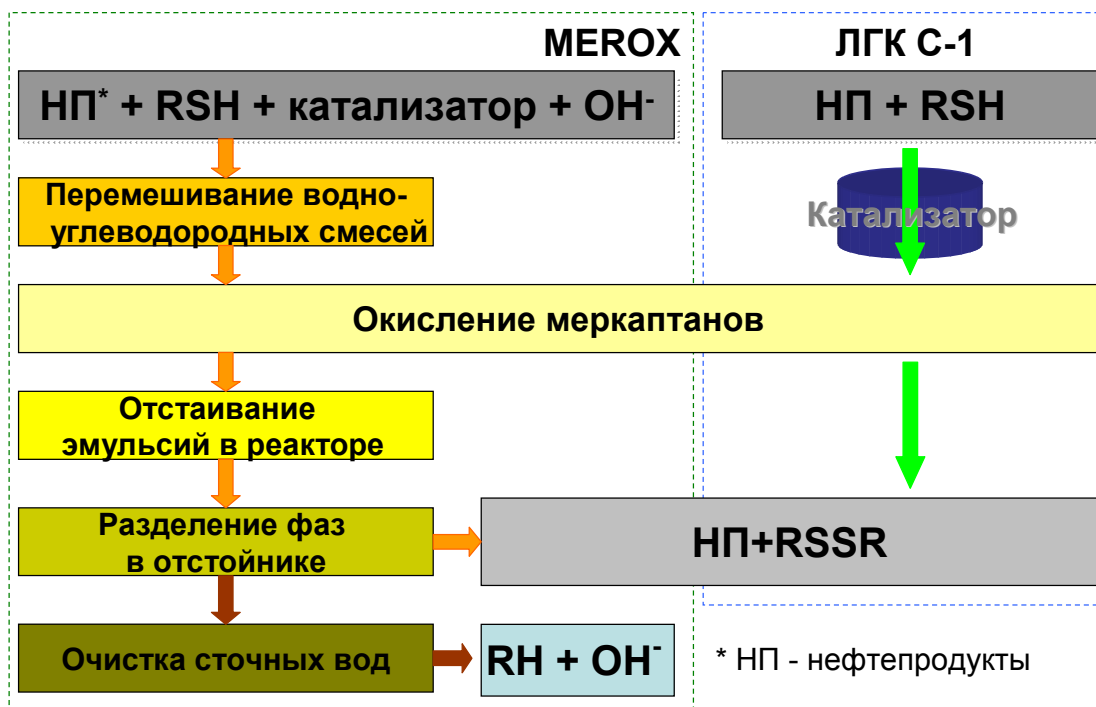 MEROX
ЛГК С-1
НП* + RSH + катализатор + OH-
НП + RSH
Перемешивание водно-
углеводородных смесей
Катализатор
Окисление меркаптанов
Отстаивание
эмульсий в реакторе
Разделение фаз
в отстойнике
НП+RSSR
Очистка сточных вод
RH + OH-
* НП - нефтепродукты